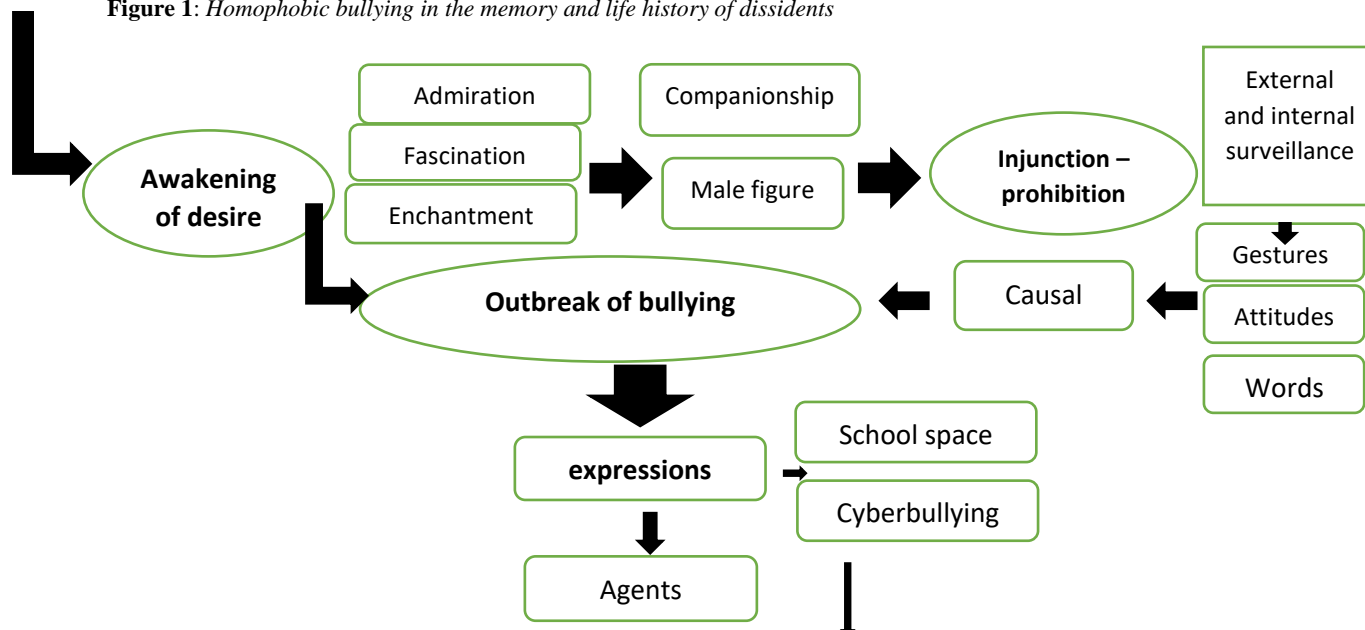 Figure 1: Homophobic bullying in the memory and life history of dissidents
Awakening
of desire
Admiration
Fascination
Enchantment
Companionship
Male figure
Injunction –
prohibition
External
and internal
surveillance
Gestures
Attitudes
Words
Causal
Outbreak of bullying
expressions
School space
Cyberbullying
Agents